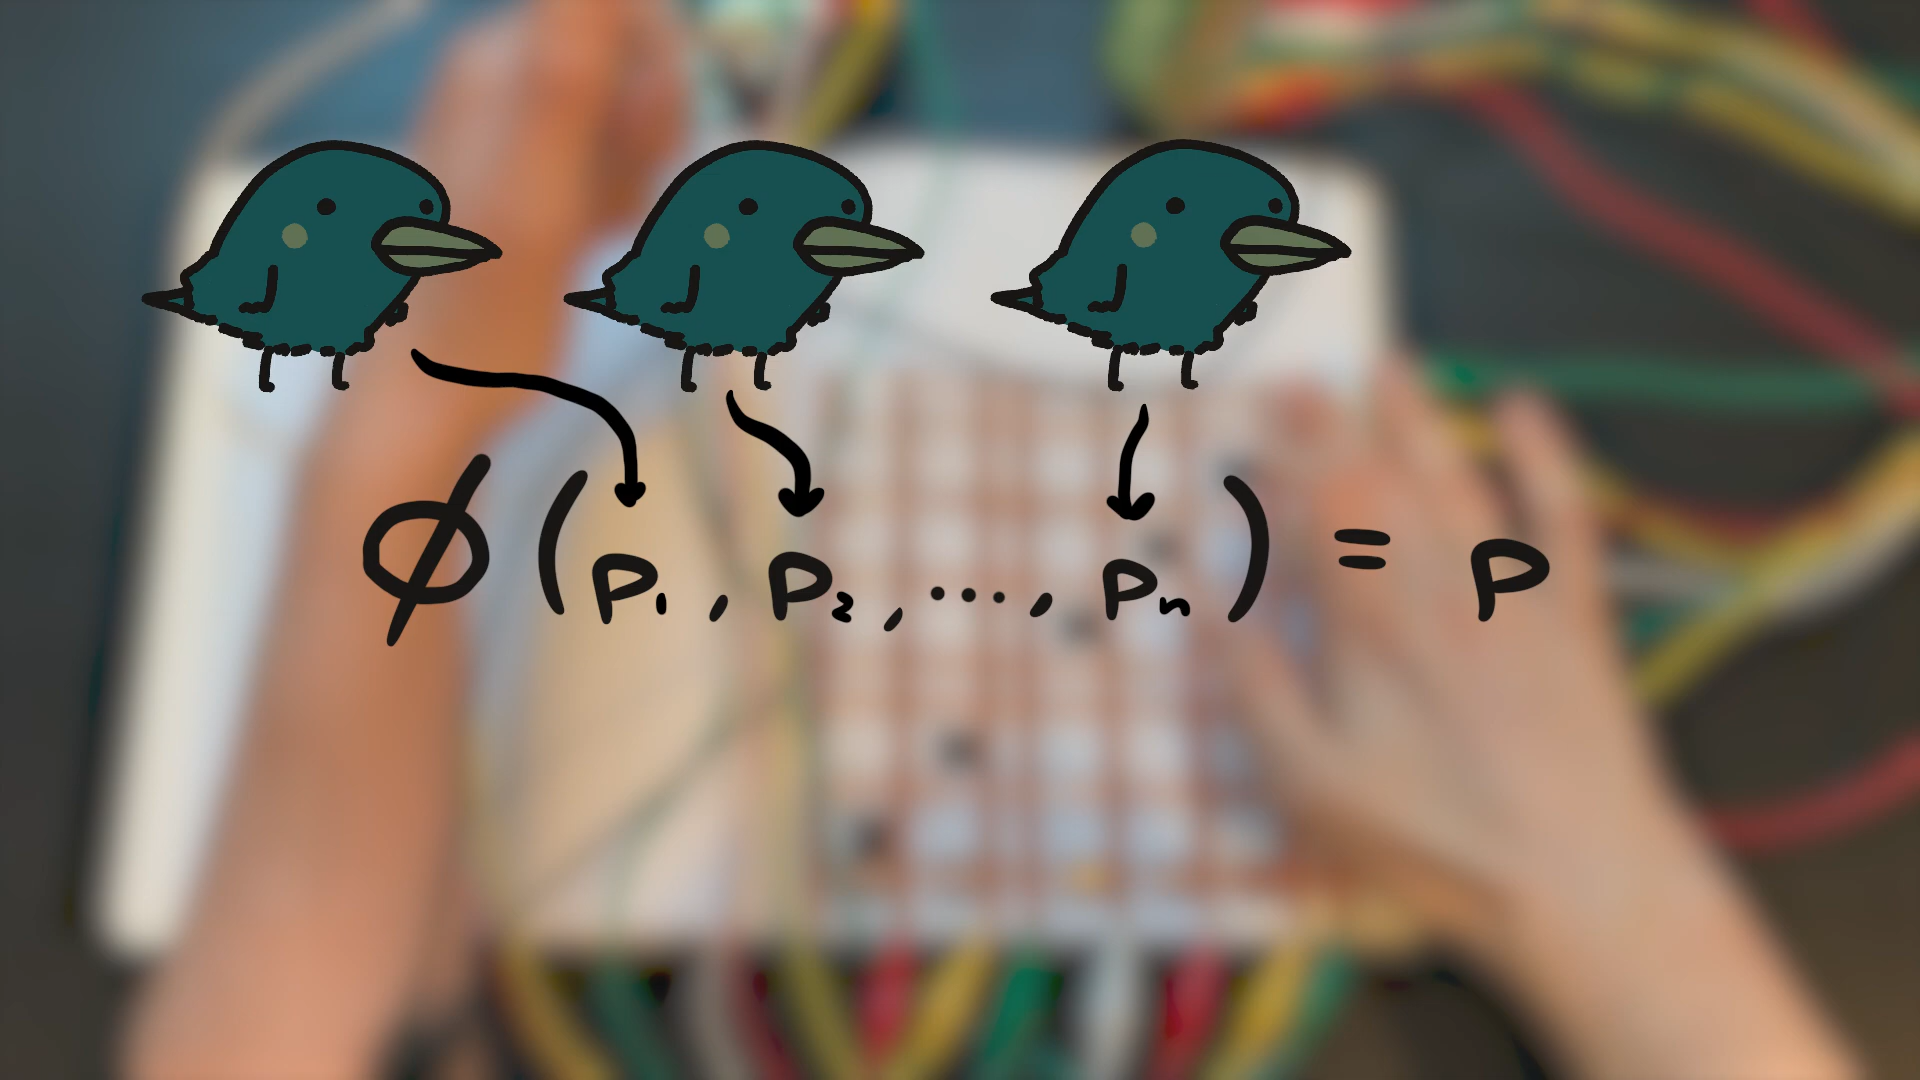 ϕ(P₁, P₂, ..., Pₙ) = P